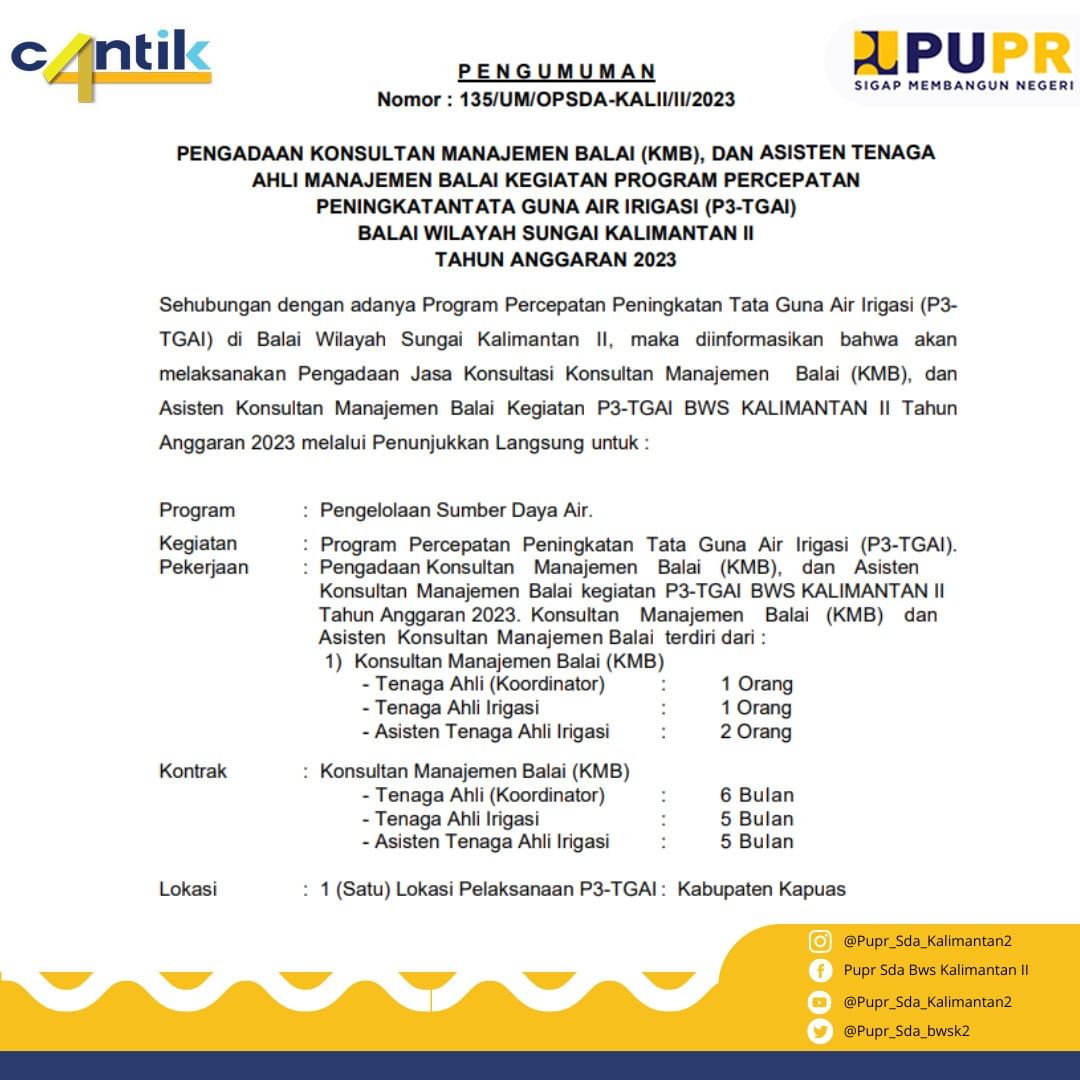 c4ntik
PUPR
SIGAP MEMBANGUN NEGERI
PENGUMUMAN
Nomor : 135/UM/OPSDA-KALII/II/2023
PENGADAAN KONSULTAN MANAJEMEN BALAI (KMB), DAN ASISTEN TENAGA
AHLI MANAJEMEN BALAI KEGIATAN PROGRAM PERCEPATAN
PENINGKATANTATA GUNA AIR IRIGASI (P3-TGAI)
BALAI WILAYAH SUNGAI KALIMANTAN II
TAHUN ANGGARAN 2023
Sehubungan dengan adanya Program Percepatan Peningkatan Tata Guna Air Irigasi (P3-
TGAI) di Balai Wilayah Sungai Kalimantan II, maka diinformasikan bahwa akan
melaksanakan Pengadaan Jasa Konsultasi Konsultan Manajemen Balai (KMB), dan
Asisten Konsultan Manajemen Balai Kegiatan P3-TGAI BWS KALIMANTAN II Tahun
Anggaran 2023 melalui Penunjukkan Langsung untuk :
Program : Pengelolaan Sumber Daya Air.
Kegiatan : Program Percepatan Peningkatan Tata Guna Air Irigasi (P3-TGAI).
Pekerjaan : Pengadaan Konsultan Manajemen Balai (KMB), dan Asisten
Konsultan Manajemen Balai kegiatan P3-TGAI BWS KALIMANTAN II
Tahun Anggaran 2023. Konsultan Manajemen Balai (KMB) dan
Asisten Konsultan Manajemen Balai terdiri dari :
1) Konsultan Manajemen Balai (KMB)
- Tenaga Ahli (Koordinator) : 1 Orang
- Tenaga Ahli Irigasi : 1 Orang
- Asisten Tenaga Ahli Irigasi : 2 Orang
Kontrak : Konsultan Manajemen Balai (KMB)
- Tenaga Ahli (Koordinator) : 6 Bulan
- Tenaga Ahli Irigasi : 5 Bulan
- Asisten Tenaga Ahli Irigasi : 5 Bulan
Lokasi : 1 (Satu) Lokasi Pelaksanaan P3-TGAI : Kabupaten Kapuas
@Pupr_Sda_Kalimantan2
Pupr Sda Bws Kalimantan II
@Pupr_Sda_Kalimantan2
@Pupr_Sda_bwsk2